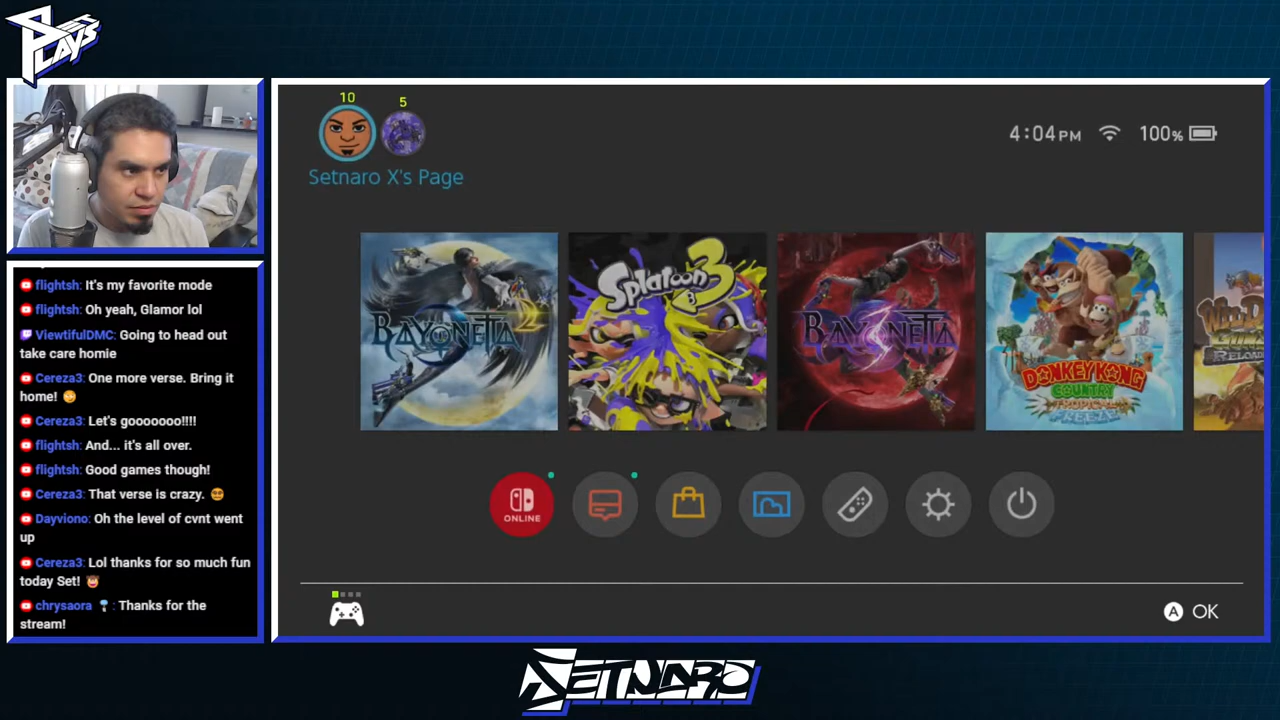 SET
PLAYS
10
5
Setnaro X's Page
4:04PM
100%
BAYONETTA 2
Splatoon 3
BAYONETTA
DONKEY KONG
COUNTRY
TROPICAL
FREEZE
ONLINE
A OK
flightsh: It's my favorite mode
flightsh: Oh yeah, Glamor lol
ViewtifulDMC: Going to head out
take care homie
Cereza3: One more verse. Bring it
home!
Cereza3: Let's gooooooo!!!!
flightsh: And... it's all over.
flightsh: Good games though!
Cereza3: That verse is crazy.
Dayviono: Oh the level of cvnt went
up
Cereza3: Lol thanks for so much fun
today Set!
chrysaora : Thanks for the
stream!
SETNARO